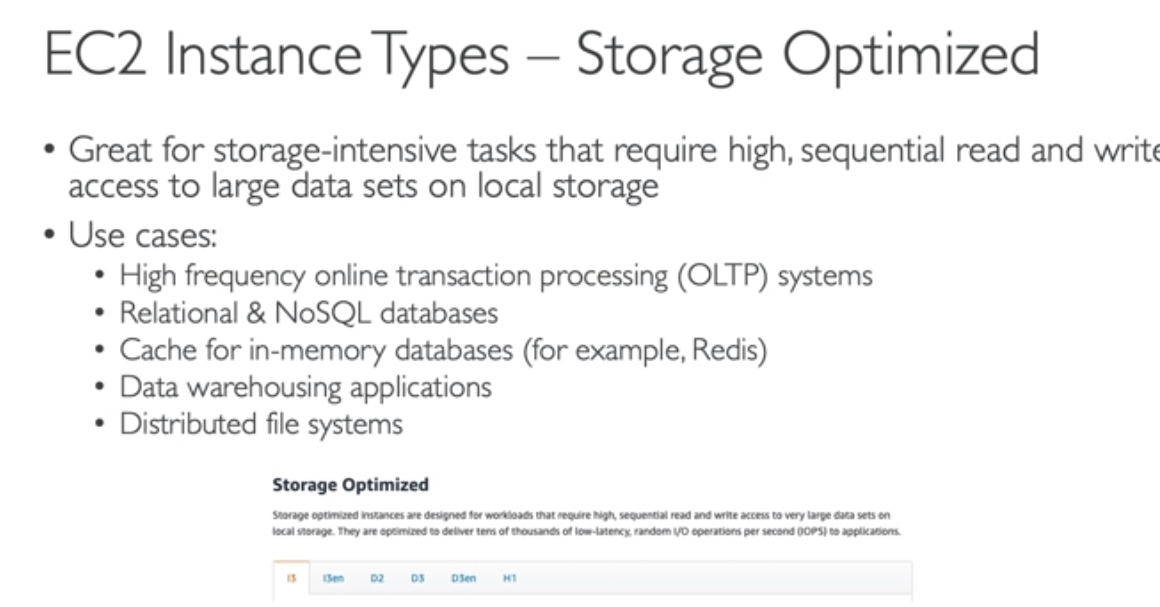 EC2 Instance Types – Storage Optimized
• Great for storage-intensive tasks that require high, sequential read and write
access to large data sets on local storage
• Use cases:
• High frequency online transaction processing (OLTP) systems
• Relational & NoSQL databases
• Cache for in-memory databases (for example, Redis)
• Data warehousing applications
• Distributed file systems
Storage Optimized
Storage optimized instances are designed for workloads that require high, sequential read and write access to very large data sets on
local storage. They are optimized to deliver tens of thousands of low-latency, random I/O operations per second (IOPS) to applications.
I3 I3en D2 D3 D3en H1